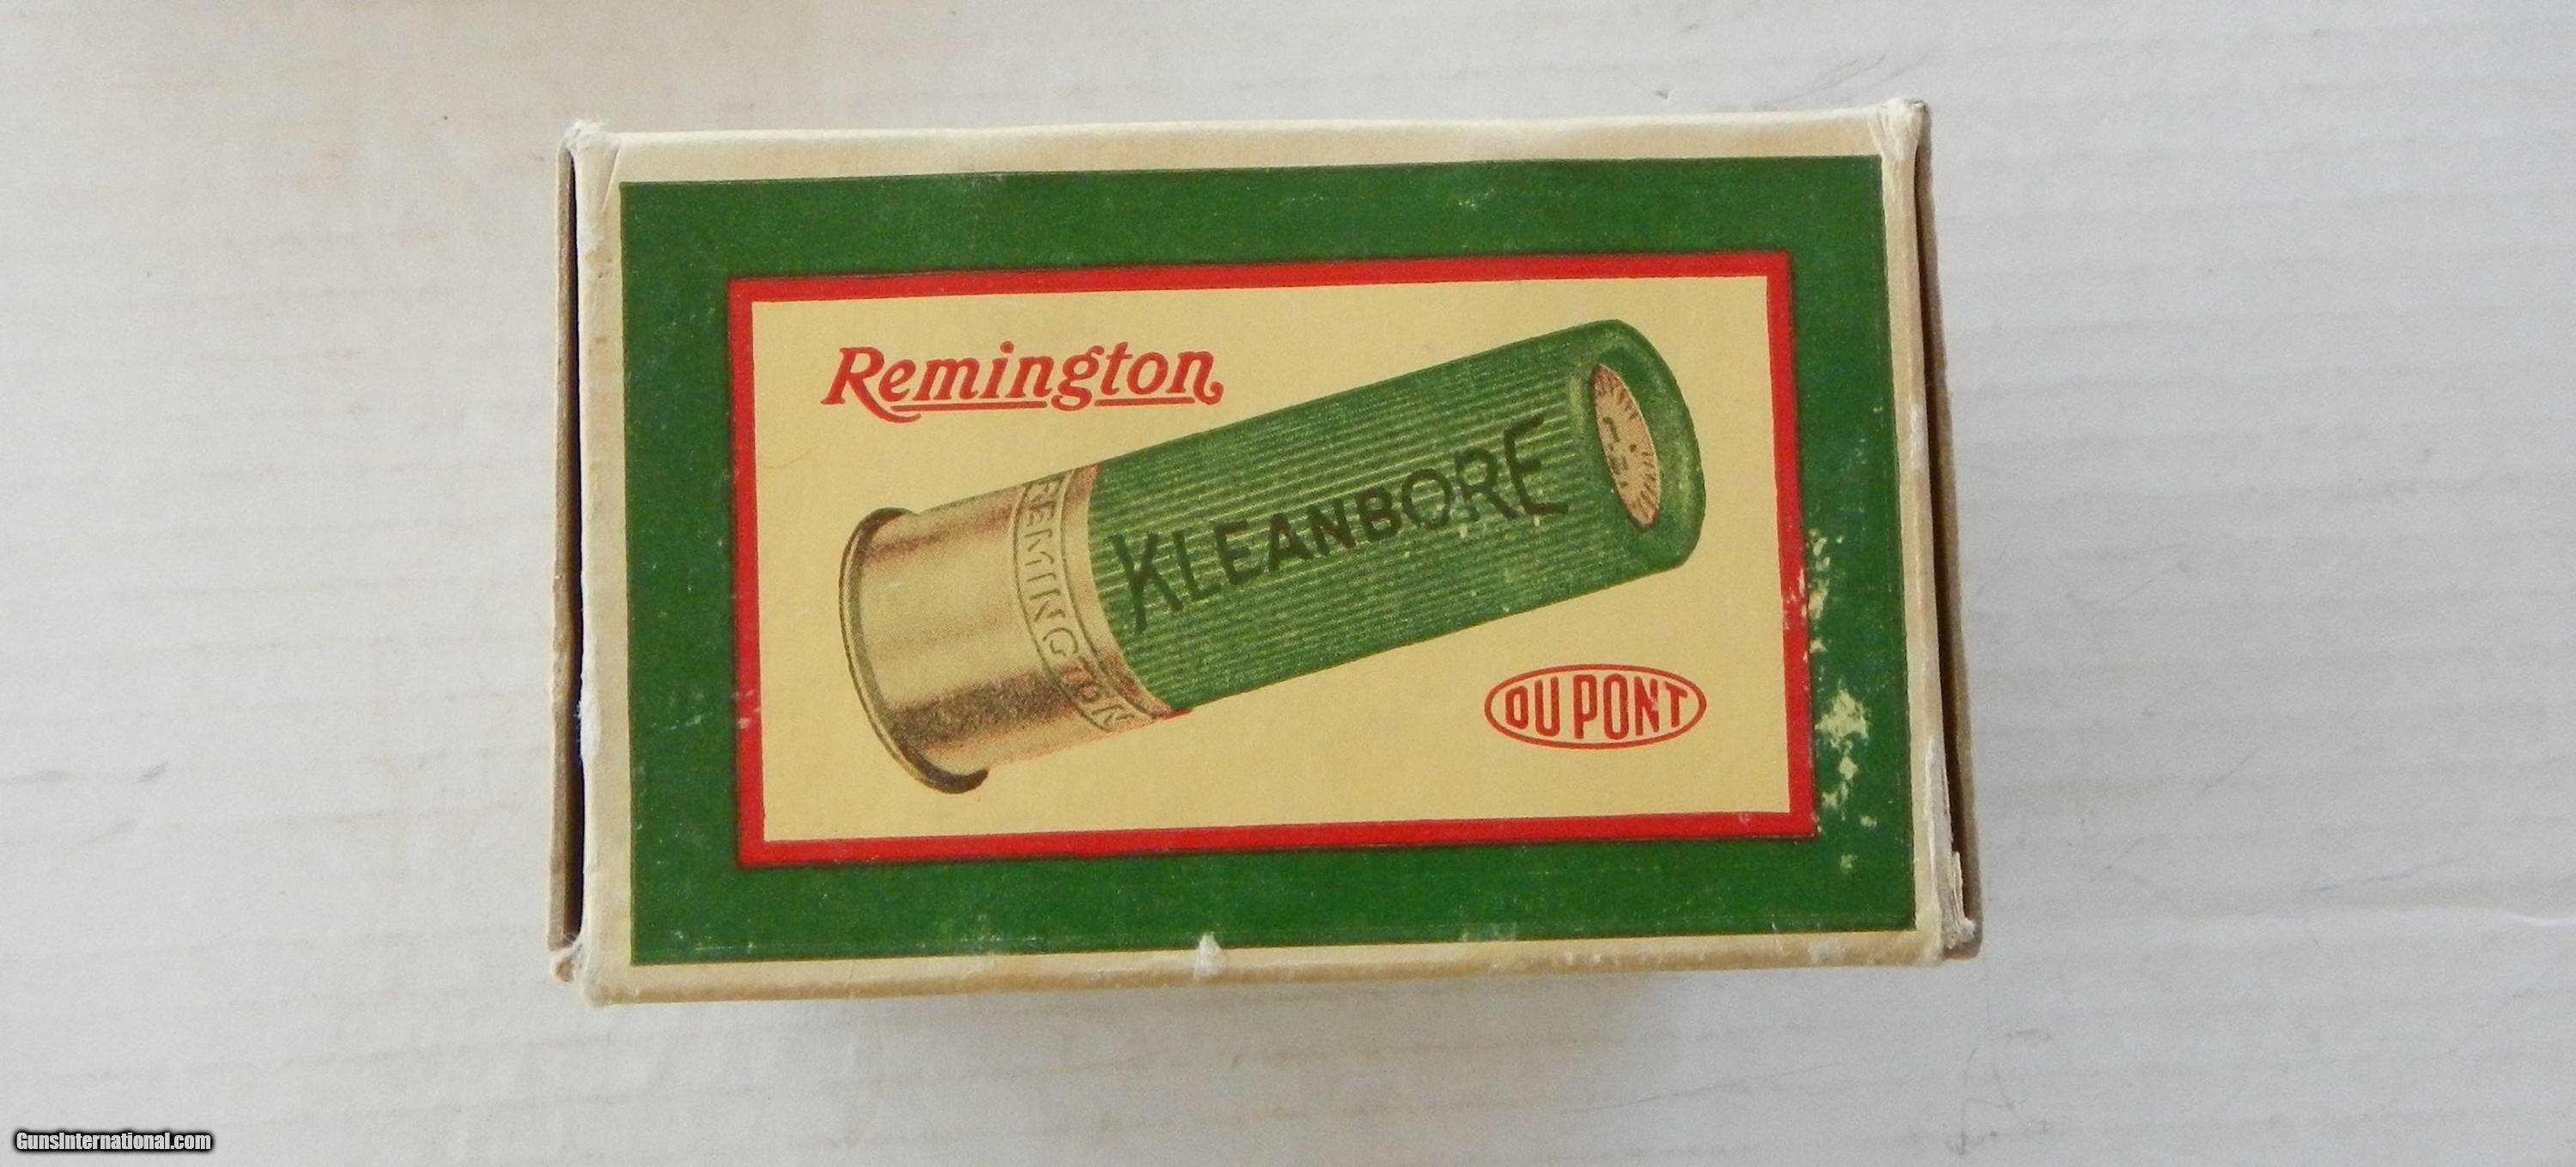 Remington
KLEANBORE
REMINGTON
DU PONT
GunsInternational.com